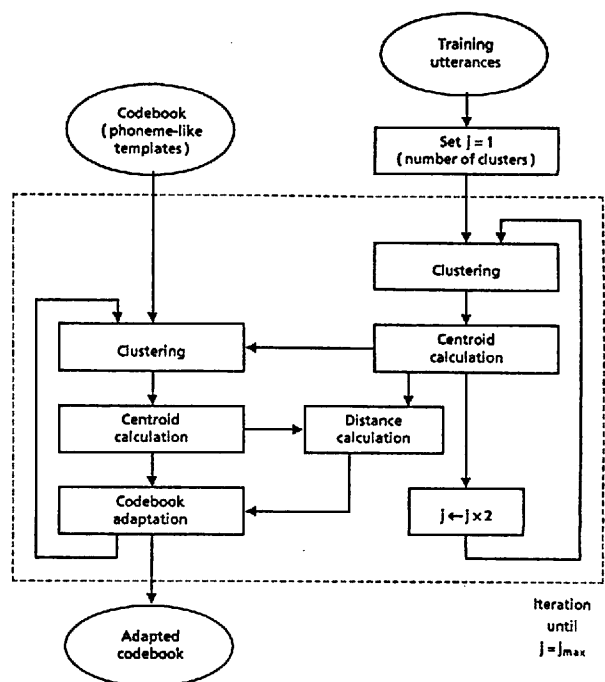 Training
utterances
Codebook
(phoneme-like
templates)
Set j = 1
(number of clusters)
Clustering
Clustering
Centroid
calculation
Centroid
calculation
Distance
calculation
Codebook
adaptation
j ← j × 2
Adapted
codebook
Iteration
until
j = jmax